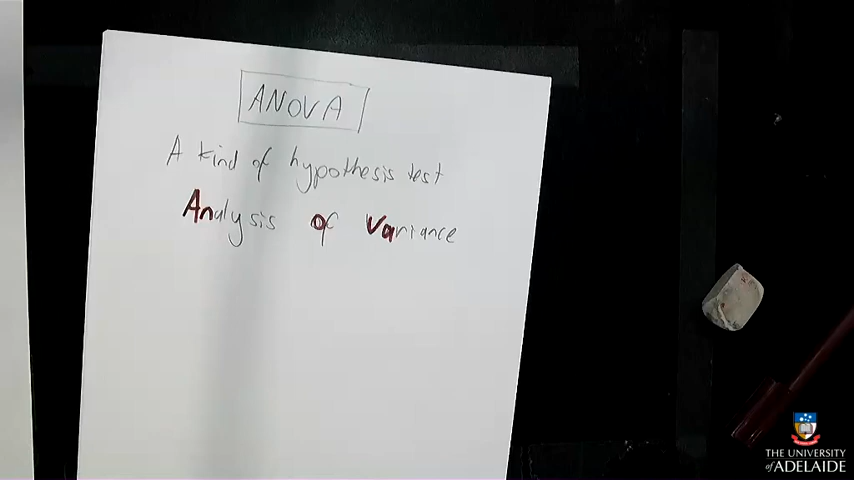 ANOVA
A kind of hypothesis test
Analysis of Variance
THE UNIVERSITY
of ADELAIDE